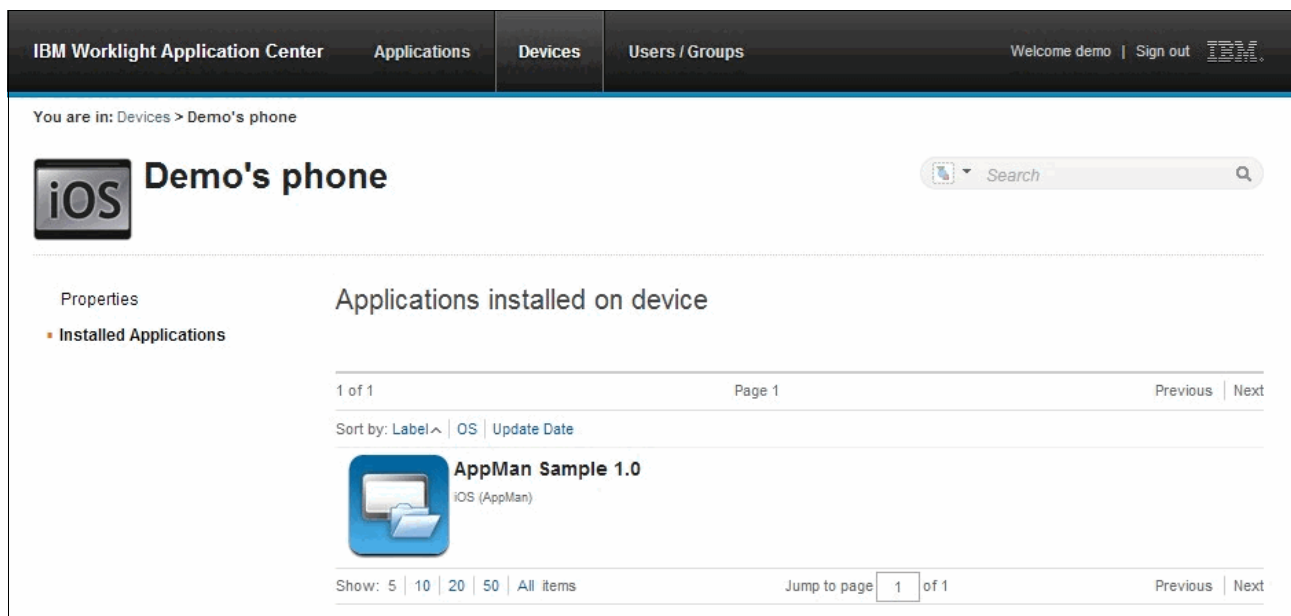 IBM Worklight Application Center Applications Devices Users / Groups Welcome demo | Sign out IBM.
You are in: Devices > Demo's phone
iOS Demo's phone
Search
Properties
Installed Applications
Applications installed on device
1 of 1 Page 1 Previous | Next
Sort by: Label | OS | Update Date
AppMan Sample 1.0
iOS (AppMan)
Show: 5 | 10 | 20 | 50 | All items Jump to page 1 of 1 Previous | Next